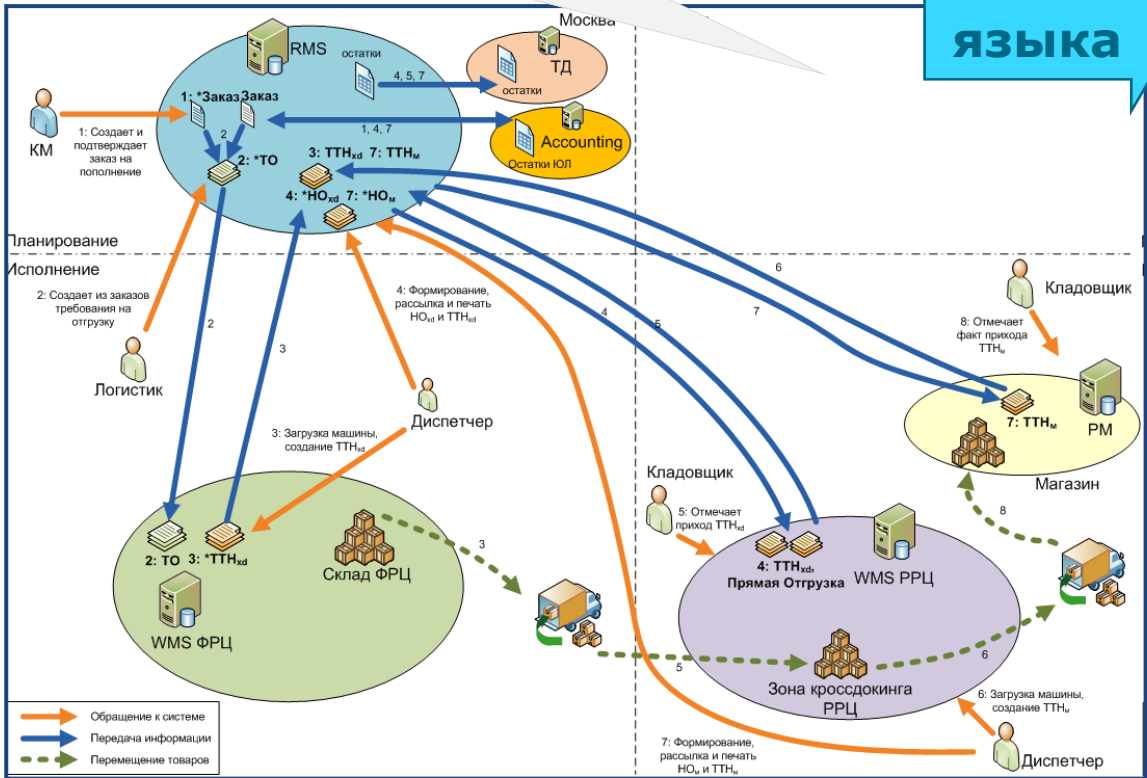 языка
Москва
RMS
остатки
ТД
остатки
4, 5, 7
1: *Заказ
Заказ
2
1, 4, 7
Accounting
Остатки ЮЛ
КМ
1: Создает и
подтверждает
заказ на
пополнение
2: *ТО
3: ТТНxd 7: ТТНм
4: *НОxd 7: *НОм
Планирование
Исполнение
2: Создает из заказов
требования на
отгрузку
Логистик
2
3
4: Формирование,
рассылка и печать
НОxd и ТТНxd
Диспетчер
3: Загрузка машины,
создание ТТНxd
4
5
6
7
Кладовщик
8: Отмечает
факт прихода
ТТНм
7: ТТНм
РМ
Магазин
8
Кладовщик
5: Отмечает
приход ТТНxd
4: ТТНxd,
Прямая Отгрузка
WMS РРЦ
2: ТО
3: *ТТНxd
Склад ФРЦ
WMS ФРЦ
3
5
Зона кроссдокинга
РРЦ
6
6: Загрузка машины,
создание ТТНм
Диспетчер
7: Формирование,
рассылка и печать
НОм и ТТНм
Обращение к системе
Передача информации
Перемещение товаров